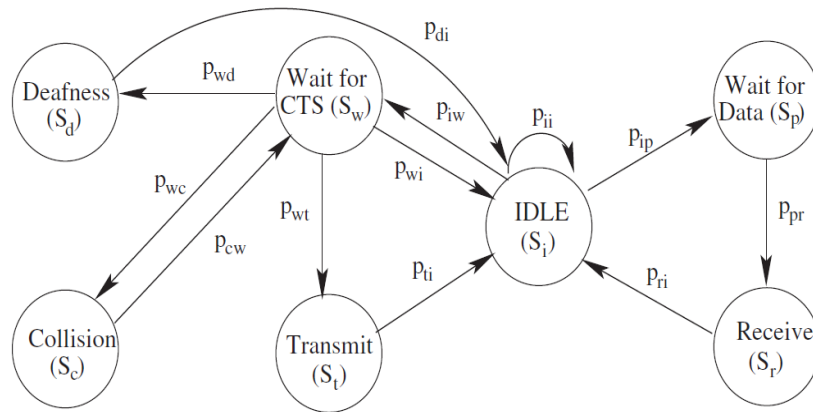 p_di
Deafness
(S_d)
p_wd
Wait for
CTS (S_w)
p_iw
p_ii
p_ip
Wait for
Data (S_p)
p_wc
p_cw
p_wt
p_wi
IDLE
(S_i)
p_pr
p_ti
p_ri
Collision
(S_c)
Transmit
(S_t)
Receive
(S_r)